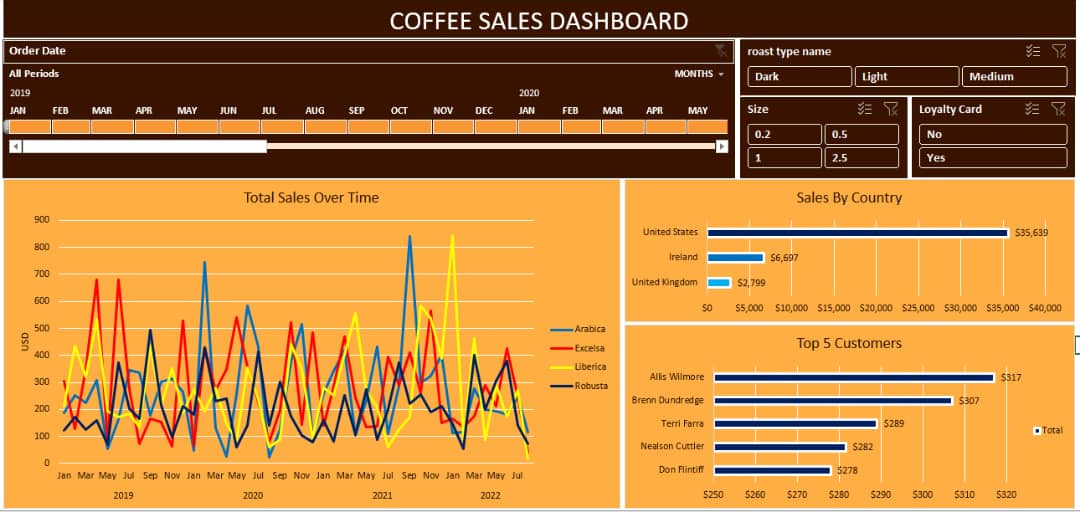 COFFEE SALES DASHBOARD
Order Date
All Periods
MONTHS
2019 2020
JAN FEB MAR APR MAY JUN JUL AUG SEP OCT NOV DEC JAN FEB MAR APR MAY
roast type name
Dark Light Medium
Size
0.2 0.5
1 2.5
Loyalty Card
No
Yes
Total Sales Over Time
900
800
700
600
500
400
300
200
100
0
USD
Jan Mar May Jul Sep Nov Jan Mar May Jul Sep Nov Jan Mar May Jul Sep Nov Jan Mar May Jul
2019 2020 2021 2022
Arabica
Excelsa
Liberica
Robusta
Sales By Country
United States $35,639
Ireland $6,697
United Kingdom $2,799
$0 $5,000 $10,000 $15,000 $20,000 $25,000 $30,000 $35,000 $40,000
Top 5 Customers
Allis Wilmore $317
Brenn Dundredge $307
Terri Farra $289
Nealson Cuttler $282
Don Flintiff $278
$250 $260 $270 $280 $290 $300 $310 $320
Total